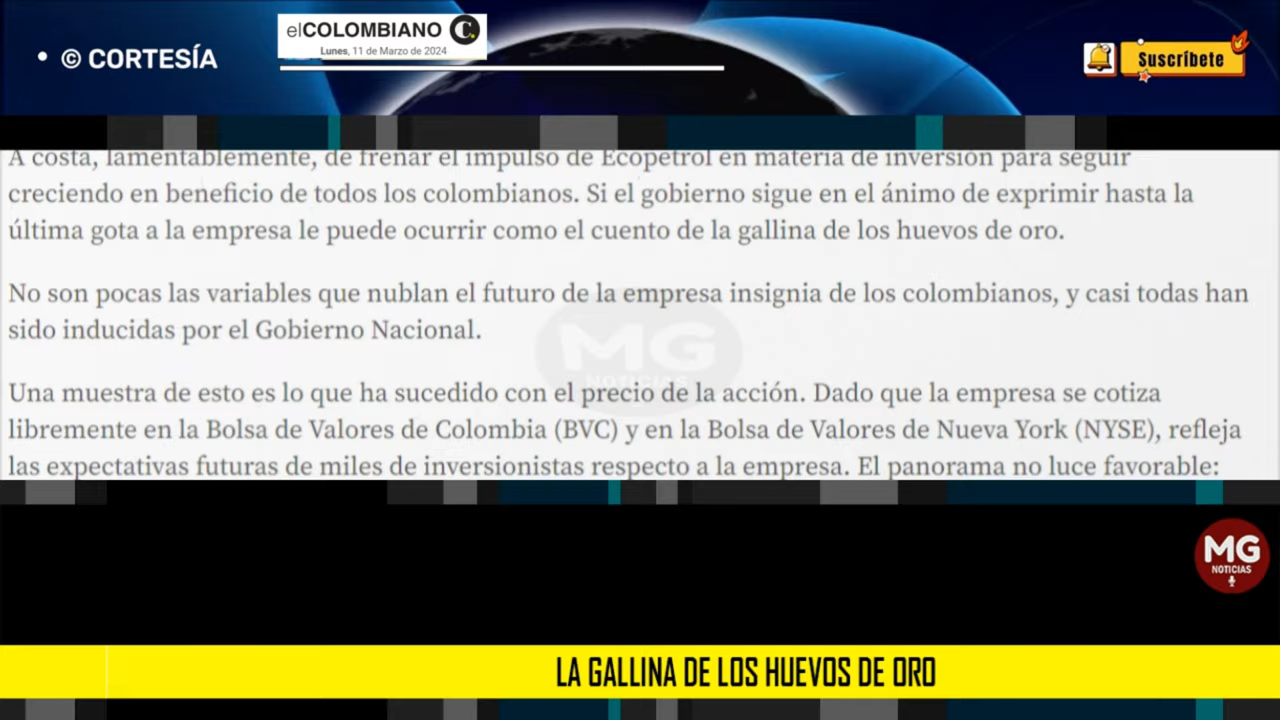 elCOLOMBIANO C.
Lunes, 11 de Marzo de 2024
• © CORTESÍA
Suscríbete
A costa, lamentablemente, de frenar el impulso de Ecopetrol en materia de inversión para seguir
creciendo en beneficio de todos los colombianos. Si el gobierno sigue en el ánimo de exprimir hasta la
última gota a la empresa le puede ocurrir como el cuento de la gallina de los huevos de oro.
No son pocas las variables que nublan el futuro de la empresa insignia de los colombianos, y casi todas han
sido inducidas por el Gobierno Nacional.
MG
NOTICIAS
Una muestra de esto es lo que ha sucedido con el precio de la acción. Dado que la empresa se cotiza
libremente en la Bolsa de Valores de Colombia (BVC) y en la Bolsa de Valores de Nueva York (NYSE), refleja
las expectativas futuras de miles de inversionistas respecto a la empresa. El panorama no luce favorable:
MG
NOTICIAS
LA GALLINA DE LOS HUEVOS DE ORO